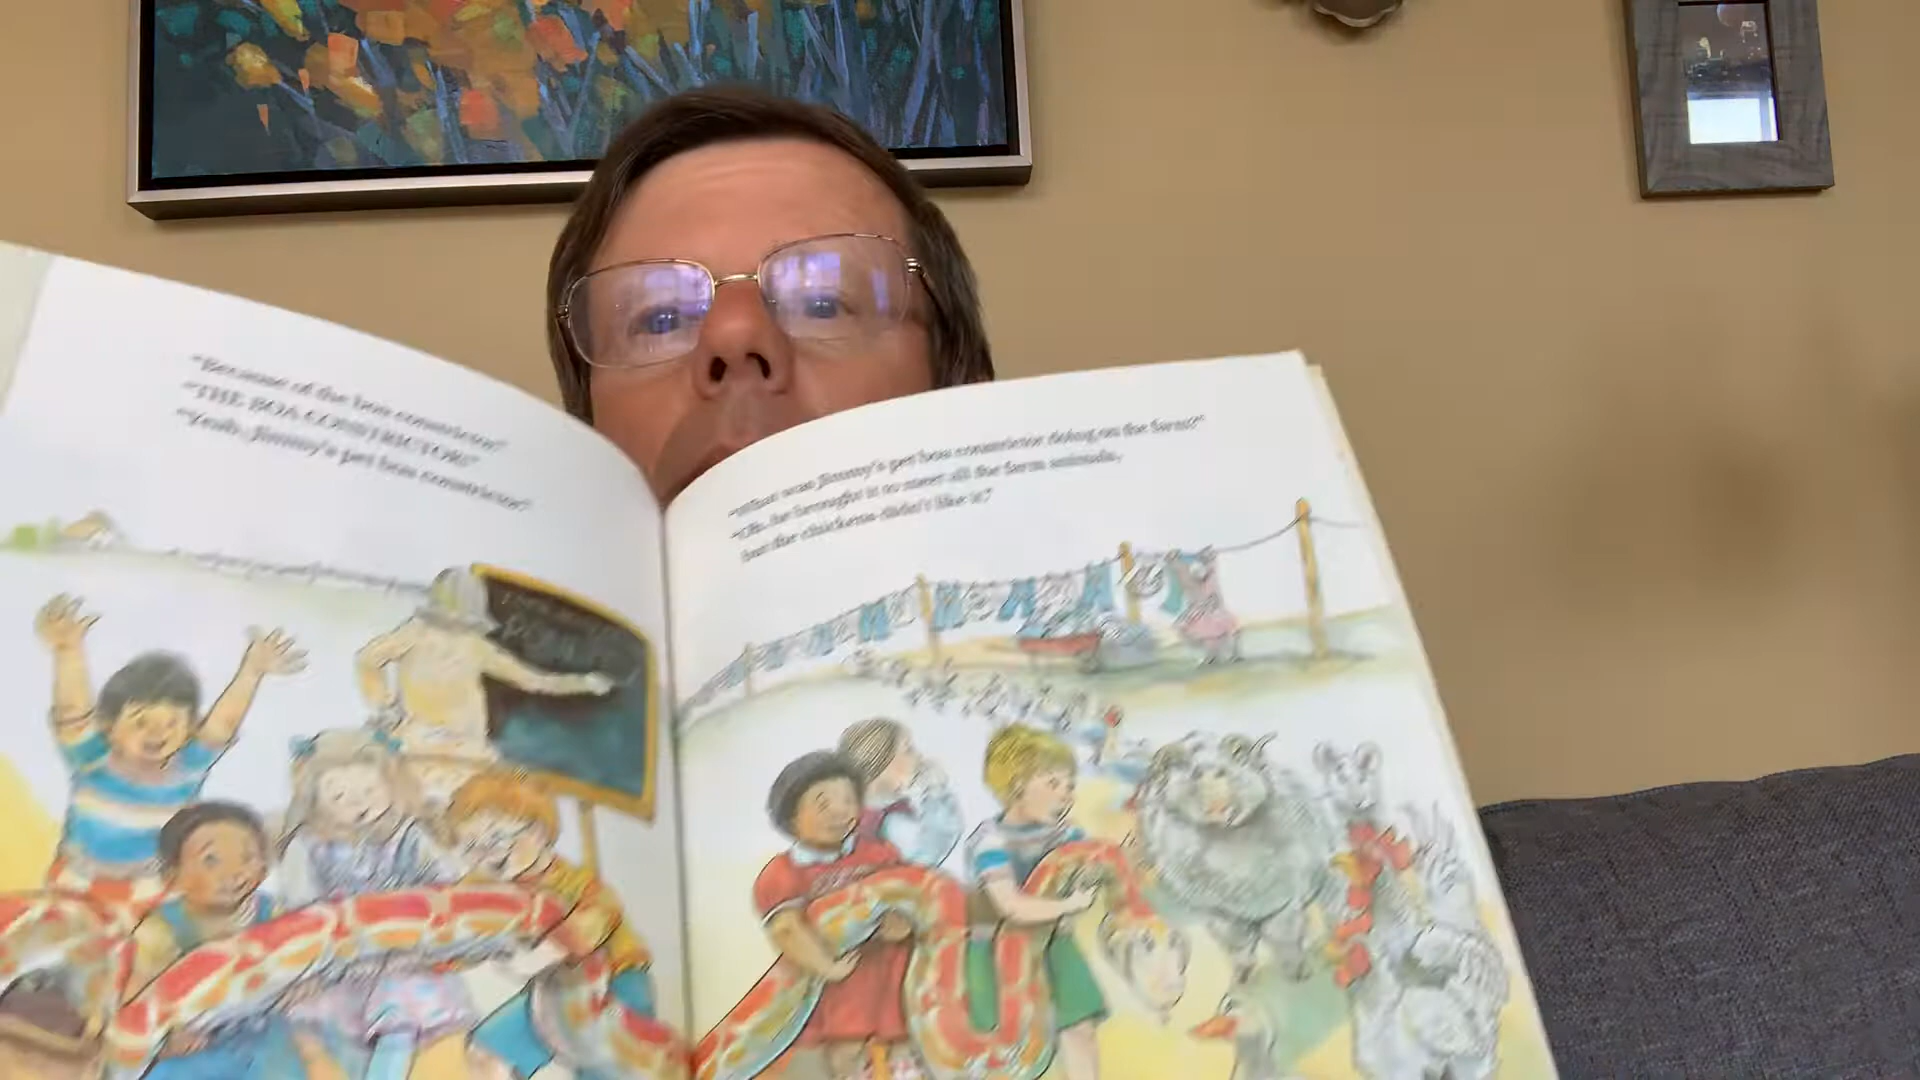 "Because of the boa constrictor?"
"THE BOA CONSTRICTOR?"
"Yeah. Jimmy's pet boa constrictor."
"What was Jimmy's pet boa constrictor doing on the farm?"
"Oh, he brought it to meet all the farm animals,
but the chickens didn't like it."